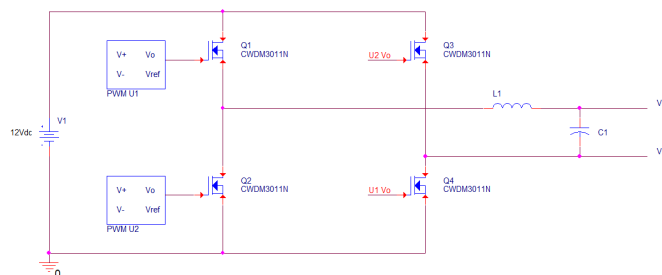 Q1
CWDM3011N
Q3
CWDM3011N
V+ Vo
V- Vref
PWM U1
U2 Vo
L1
V
V1
12Vdc
C1
V
Q2
CWDM3011N
Q4
CWDM3011N
V+ Vo
V- Vref
PWM U2
U1 Vo
0